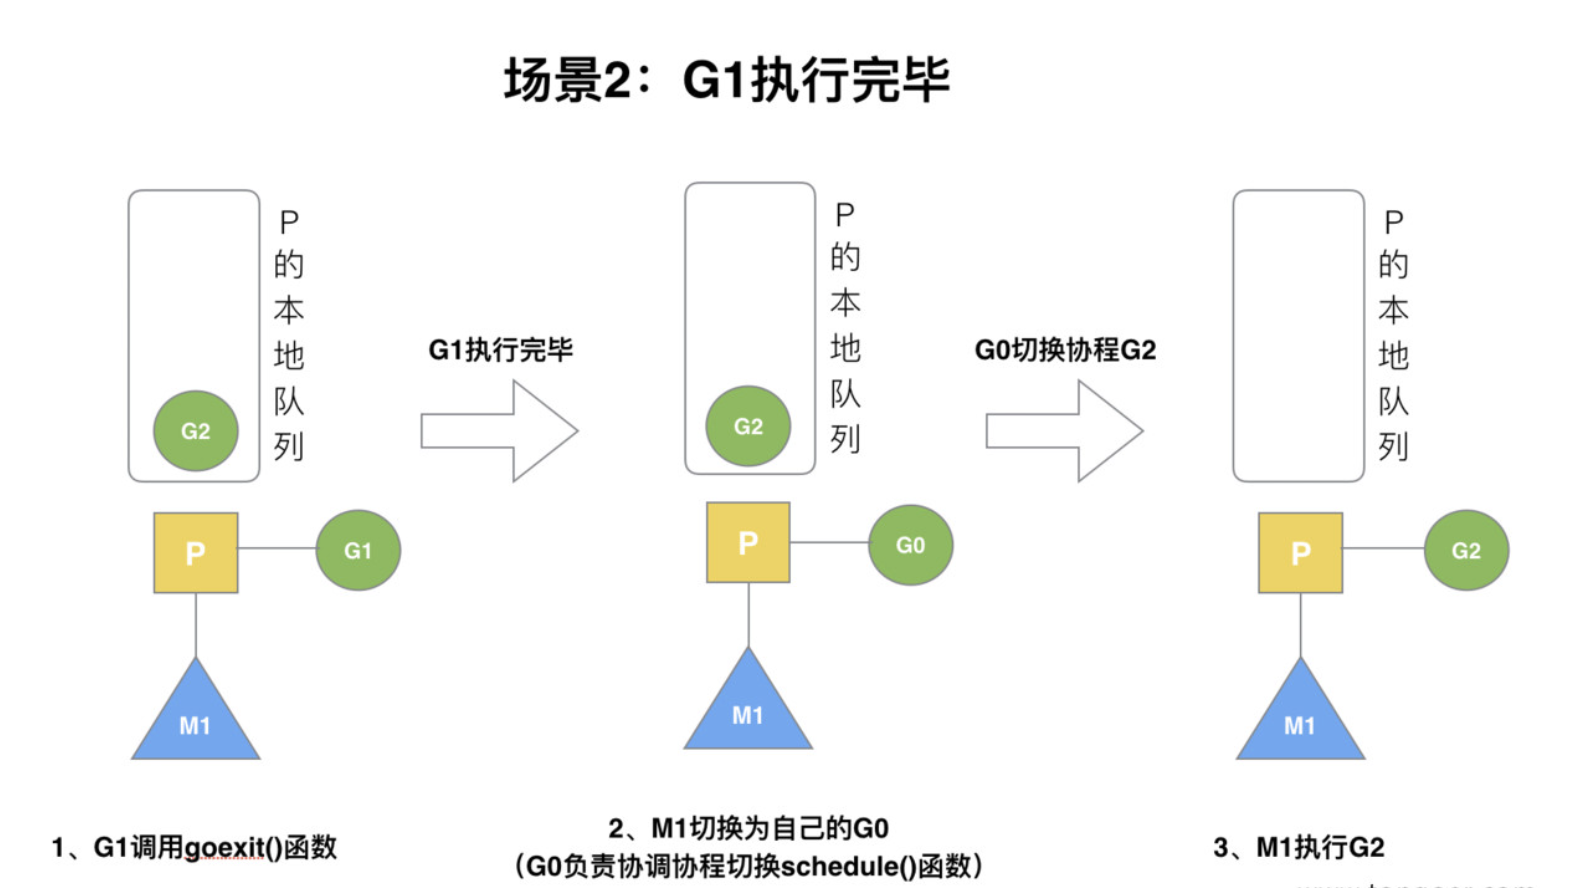 场景2：G1执行完毕
P的本地队列
G2
P
G1
M1
1、G1调用goexit()函数
G1执行完毕
P的本地队列
G2
P
G0
M1
2、M1切换为自己的G0
（G0负责协调协程切换schedule()函数）
G0切换协程G2
P的本地队列
P
G2
M1
3、M1执行G2